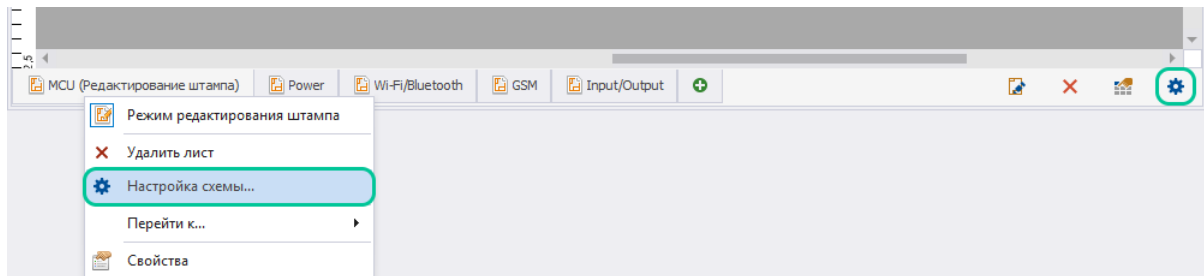 2,5
MCU (Редактирование штампа) Power Wi-Fi/Bluetooth GSM Input/Output
Режим редактирования штампа
Удалить лист
Настройка схемы...
Перейти к...
Свойства